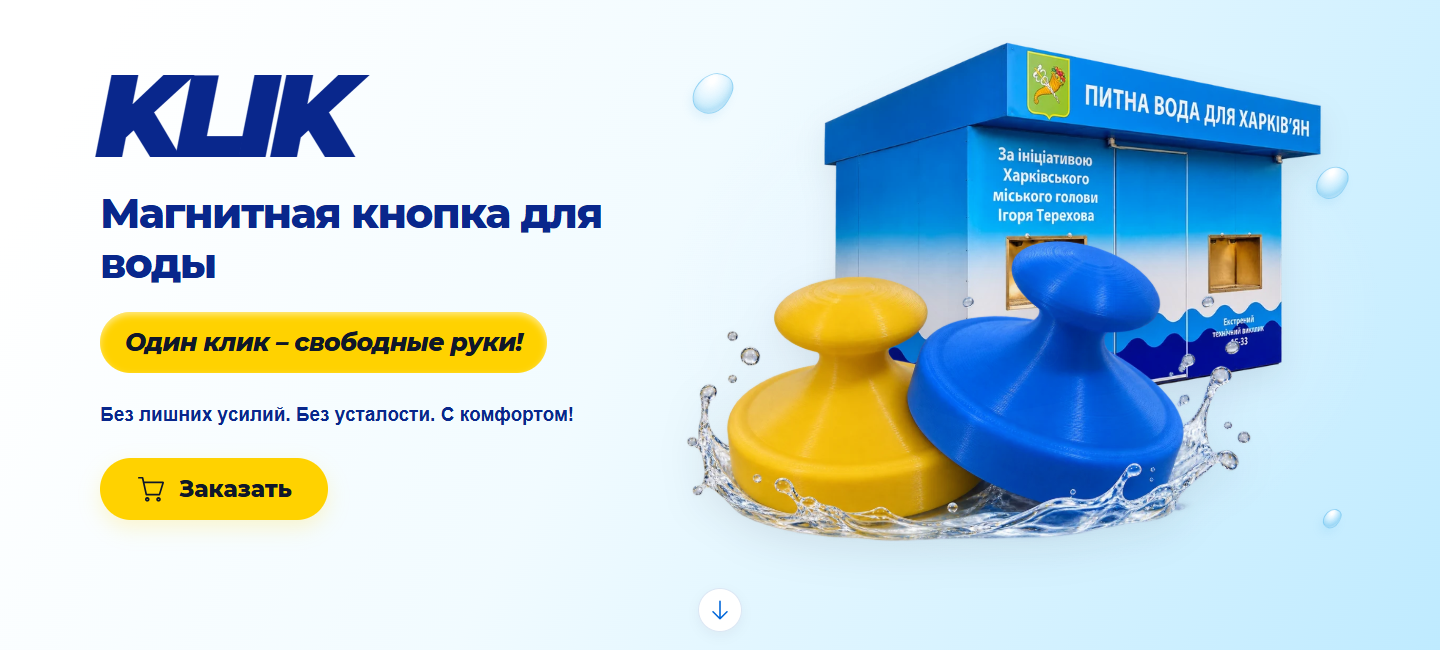 KLIK
Магнитная кнопка для
воды
Один клик – свободные руки!
Без лишних усилий. Без усталости. С комфортом!
Заказать
ПИТНА ВОДА ДЛЯ ХАРКІВ'ЯН
За ініціативою
Харківського
міського голови
Ігоря Терехова
Екстрений
технічний виклик